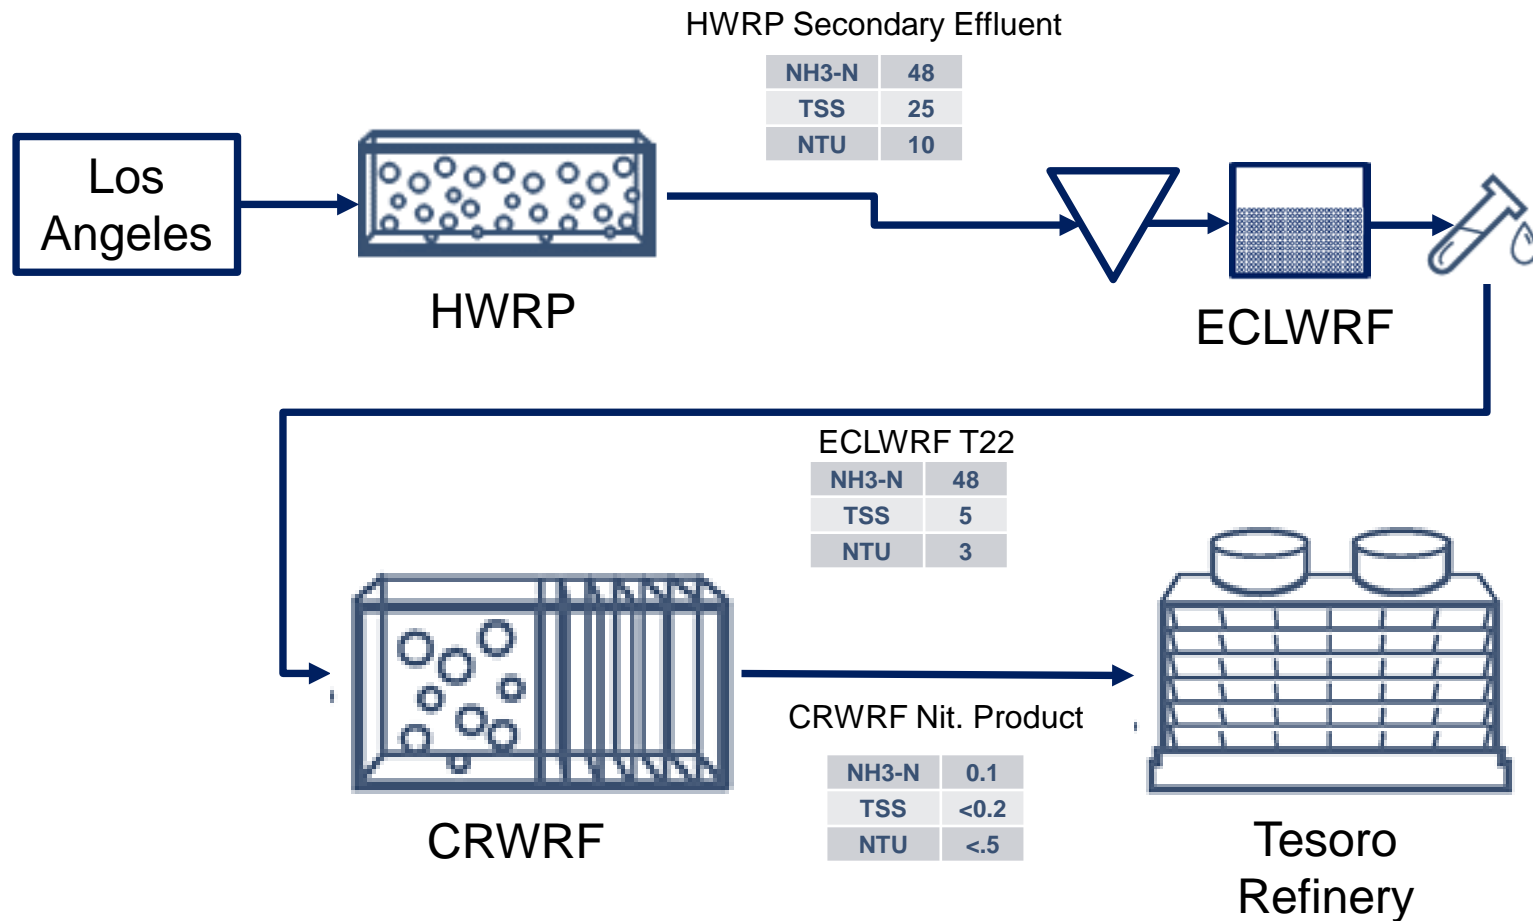 HWRP Secondary Effluent
NH3-N 48
TSS 25
NTU 10
Los
Angeles
HWRP
ECLWRF
ECLWRF T22
NH3-N 48
TSS 5
NTU 3
CRWRF Nit. Product
NH3-N 0.1
TSS <0.2
NTU <.5
CRWRF
Tesoro
Refinery